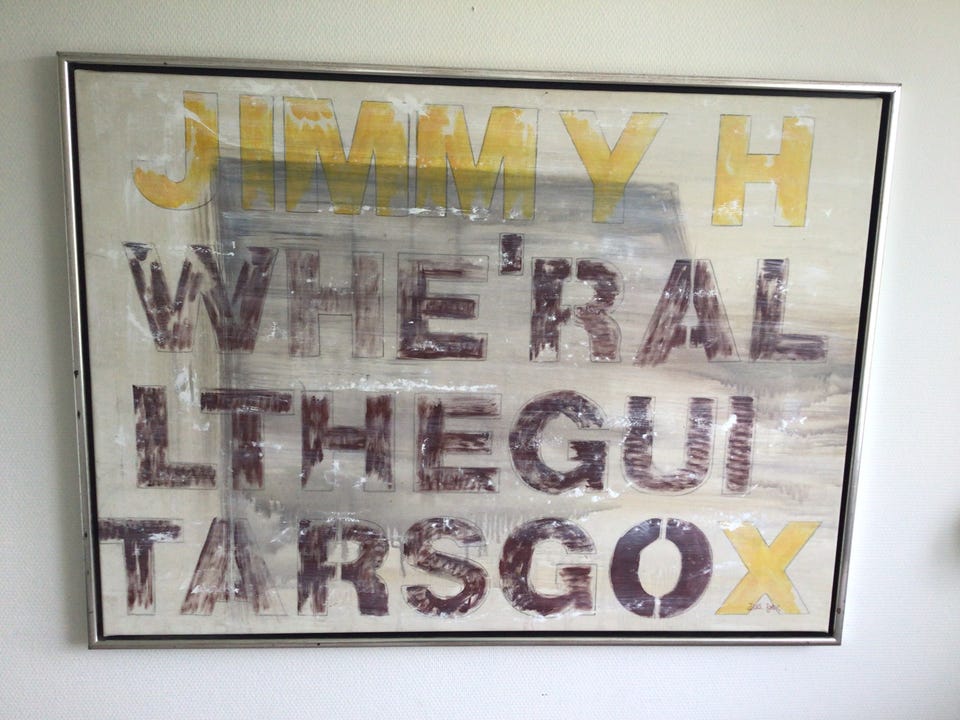 JIMMY H
WHE'RAL
LTHEGUI
TARSGOX